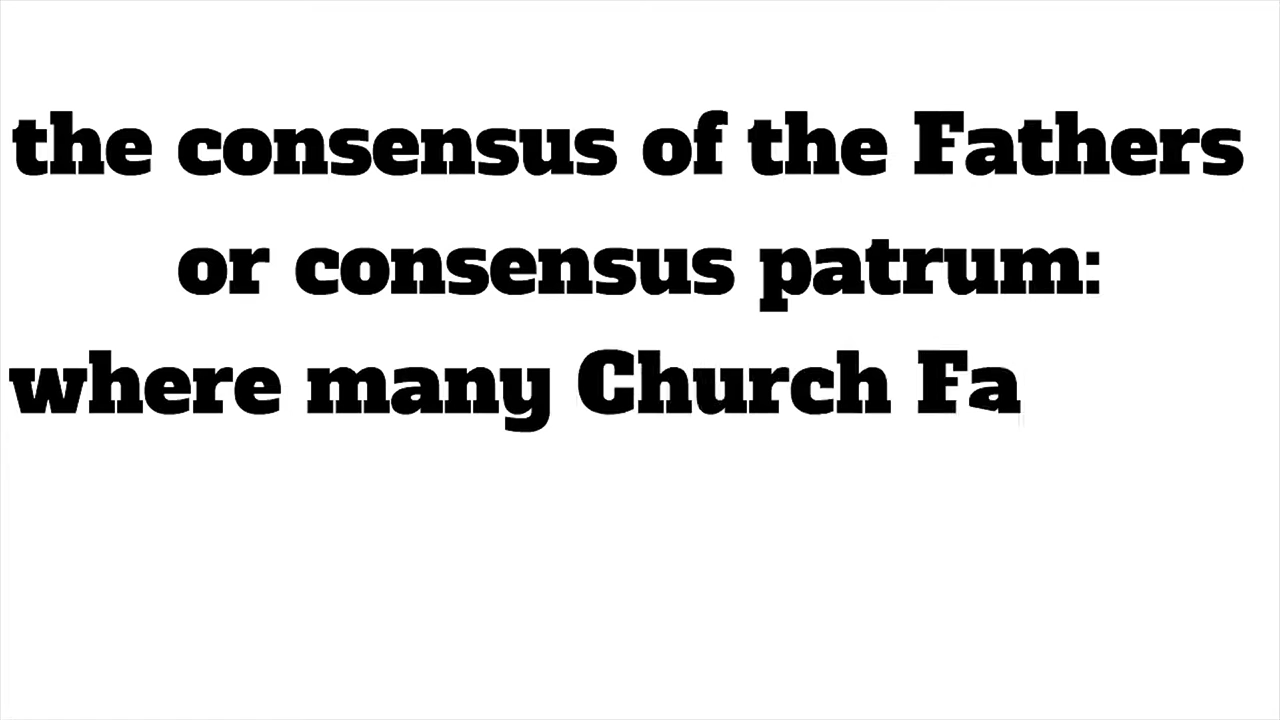 the consensus of the Fathers
or consensus patrum:
where many Church Fa